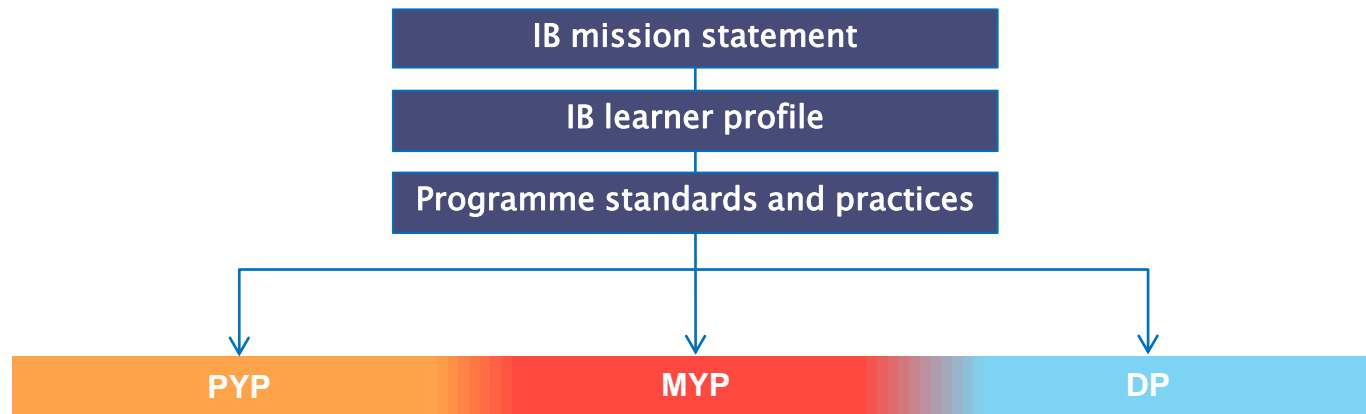 IB mission statement
IB learner profile
Programme standards and practices
PYP
MYP
DP